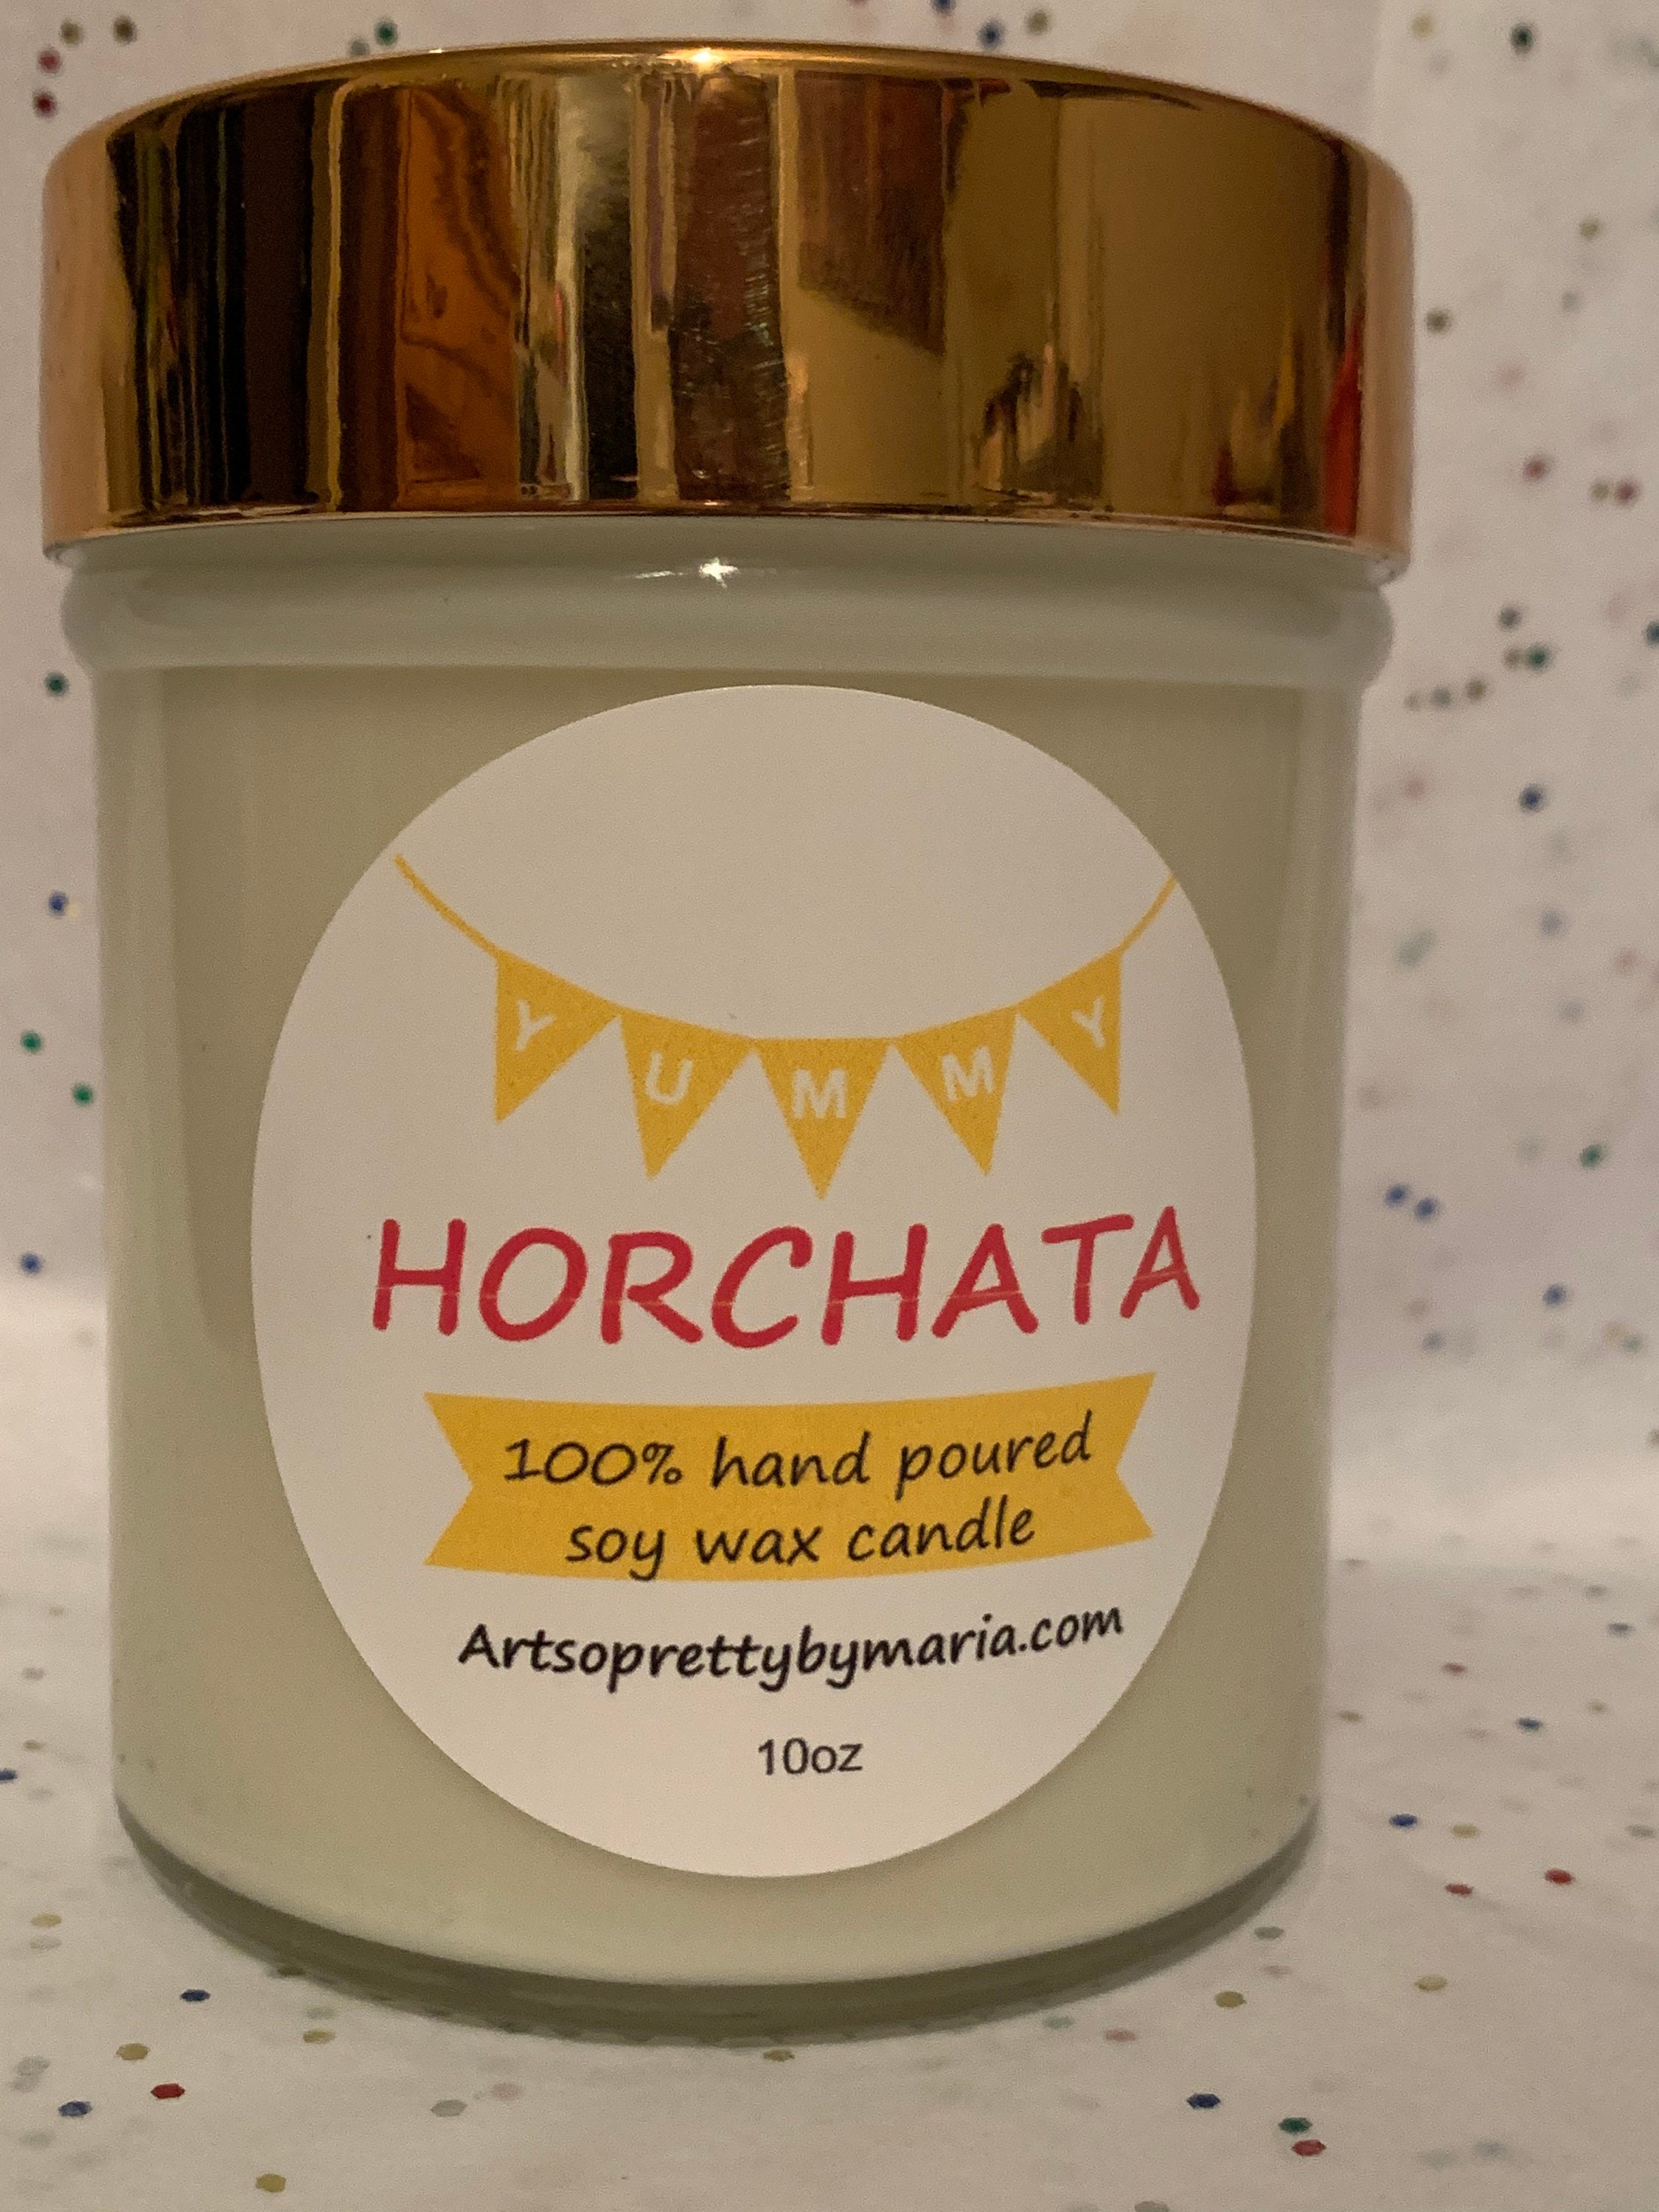 YUMMY
HORCHATA
100% hand poured
soy wax candle
Artsoprettybymaria.com
10oz